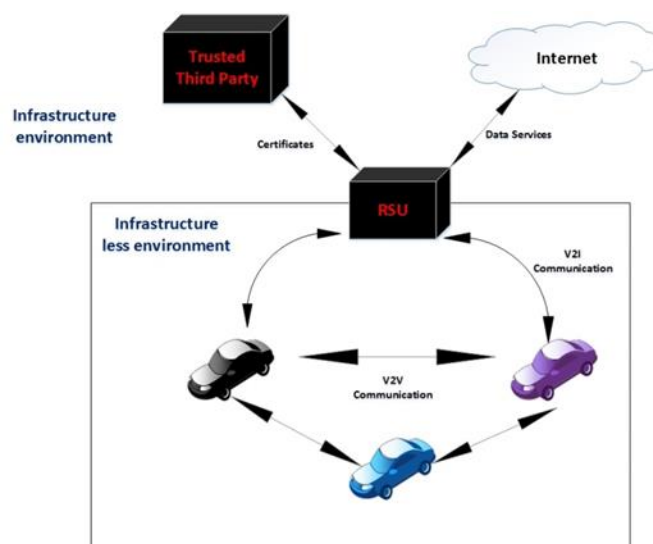 Trusted
Third Party
Internet
Infrastructure
environment
Certificates
Data Services
RSU
Infrastructure
less environment
V2I
Communication
V2V
Communication